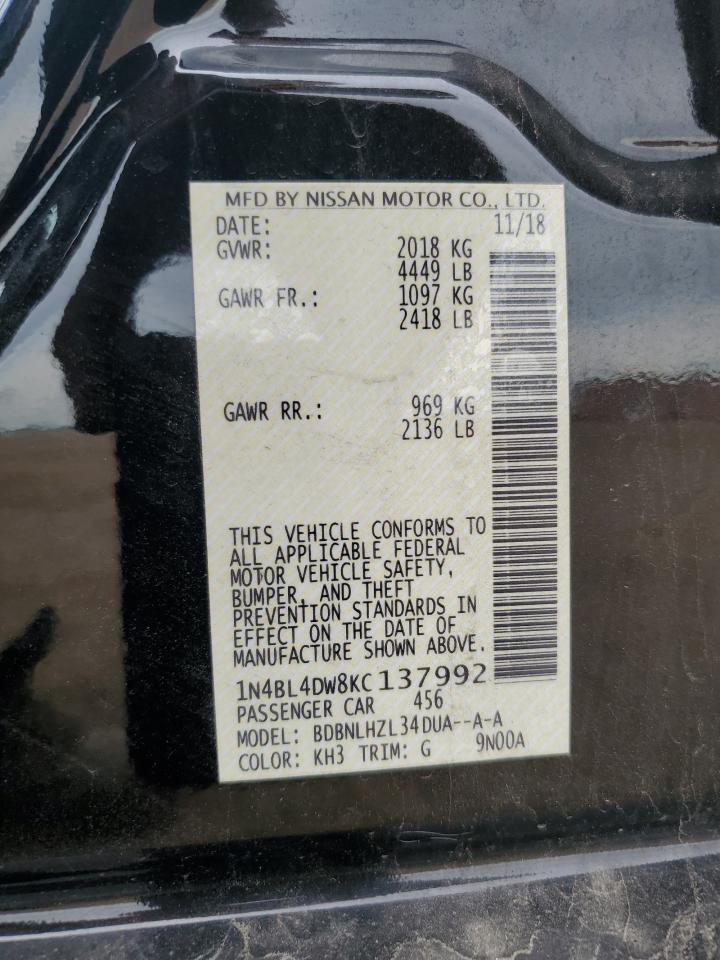 MFD BY NISSAN MOTOR CO., LTD.
DATE: 11/18
GVWR: 2018 KG
4449 LB
GAWR FR.: 1097 KG
2418 LB
GAWR RR.: 969 KG
2136 LB
THIS VEHICLE CONFORMS TO
ALL APPLICABLE FEDERAL
MOTOR VEHICLE SAFETY,
BUMPER, AND THEFT
PREVENTION STANDARDS IN
EFFECT ON THE DATE OF
MANUFACTURE SHOWN ABOVE.
1N4BL4DW8KC137992
PASSENGER CAR 456
MODEL: BDBNLHZL34DUA--A-A
COLOR: KH3 TRIM: G 9N00A